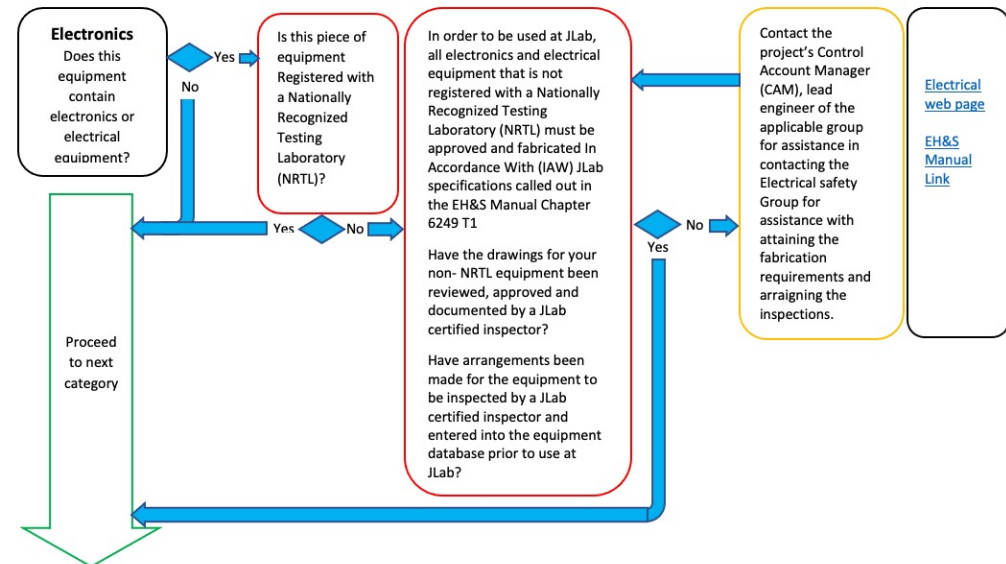 Electronics
Does this
equipment
contain
electronics or
electrical
equipment?
Yes
No
Is this piece of
equipment
Registered with
a Nationally
Recognized
Testing
Laboratory
(NRTL)?
Yes
No
In order to be used at JLab,
all electronics and electrical
equipment that is not
registered with a Nationally
Recognized Testing
Laboratory (NRTL) must be
approved and fabricated In
Accordance With (IAW) JLab
specifications called out in
the EH&S Manual Chapter
6249 T1
Have the drawings for your
non- NRTL equipment been
reviewed, approved and
documented by a JLab
certified inspector?
Have arrangements been
made for the equipment to
be inspected by a JLab
certified inspector and
entered into the equipment
database prior to use at
JLab?
No
Yes
Contact the
project's Control
Account Manager
(CAM), lead
engineer of the
applicable group
for assistance in
contacting the
Electrical safety
Group for
assistance with
attaining the
fabrication
requirements and
arraigning the
inspections.
Electrical
web page
EH&S
Manual
Link
Proceed
to next
category